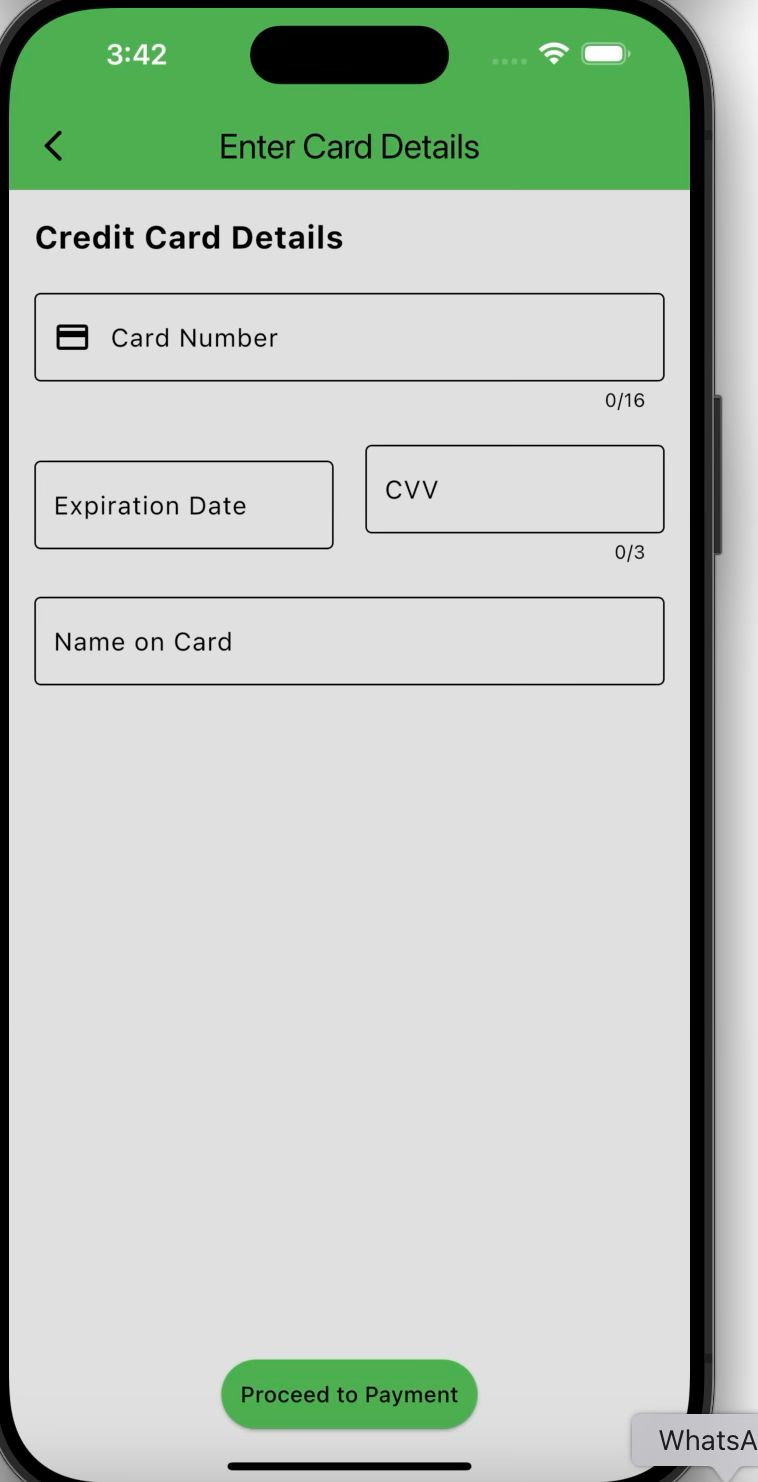 3:42
Enter Card Details
Credit Card Details
Card Number
0/16
Expiration Date
CVV
0/3
Name on Card
Proceed to Payment
WhatsA